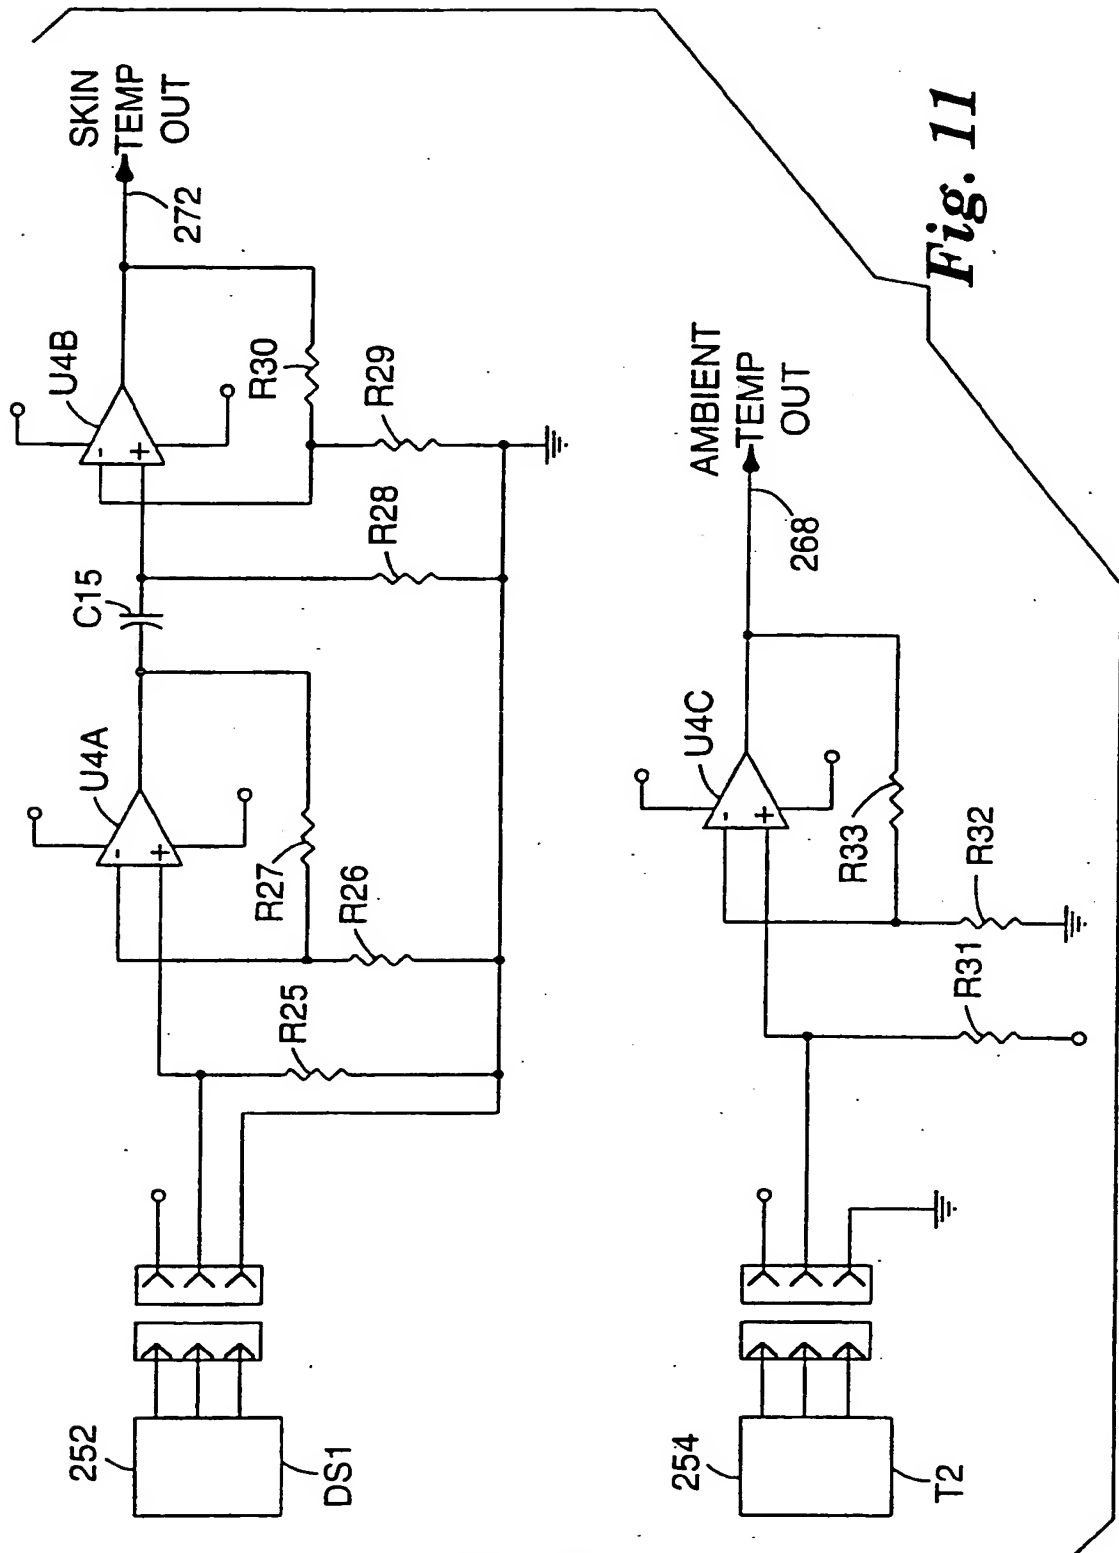 252
DS1
R25
R26
R27
U4A
-
+
C15
R28
R29
R30
U4B
-
+
272
SKIN
TEMP
OUT
254
T2
R31
R32
R33
U4C
-
+
268
AMBIENT
TEMP
OUT
Fig. 11